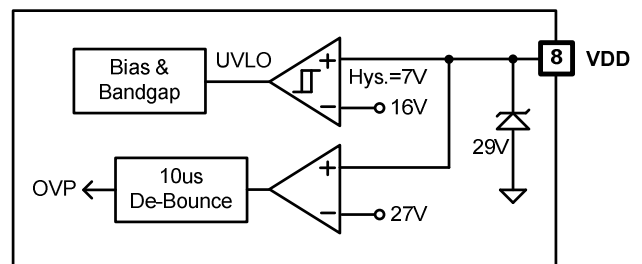 Bias &
Bandgap
UVLO
+
Hys.=7V
−
16V
8
VDD
29V
OVP
10us
De-Bounce
+
−
27V